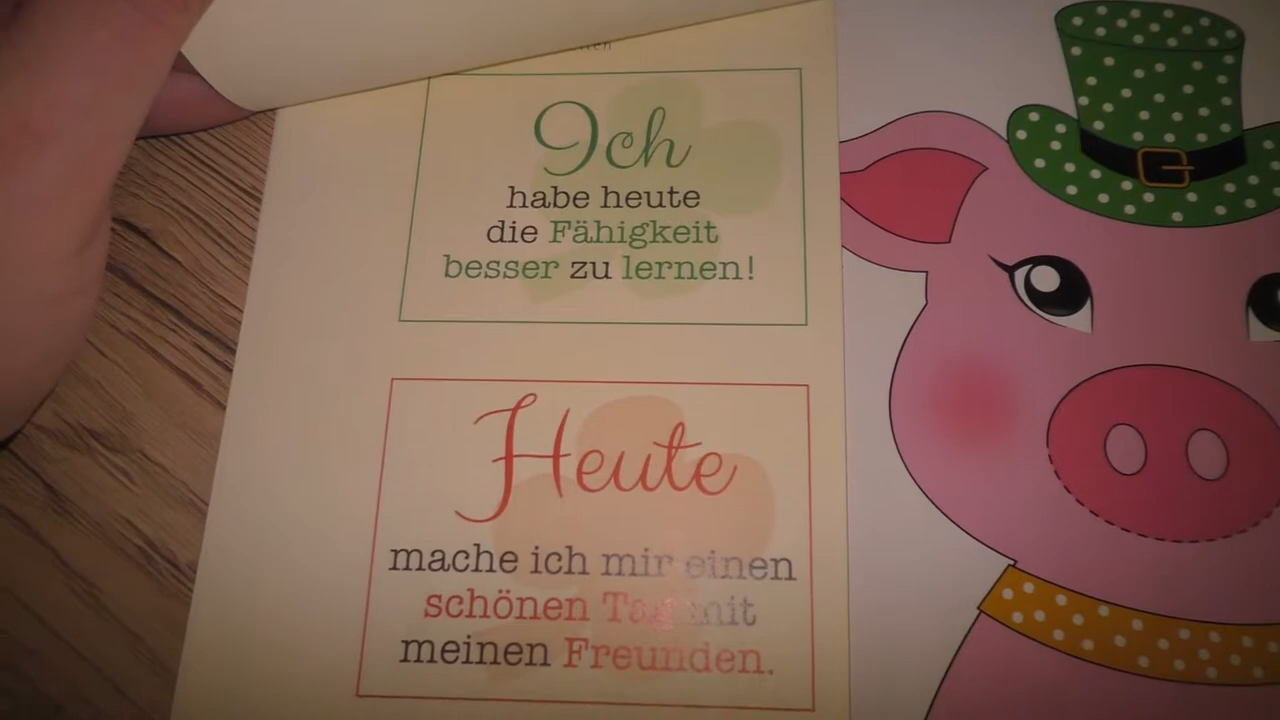 Ich
habe heute
die Fähigkeit
besser zu lernen!
Heute
mache ich mir einen
schönen Tag mit
meinen Freunden.